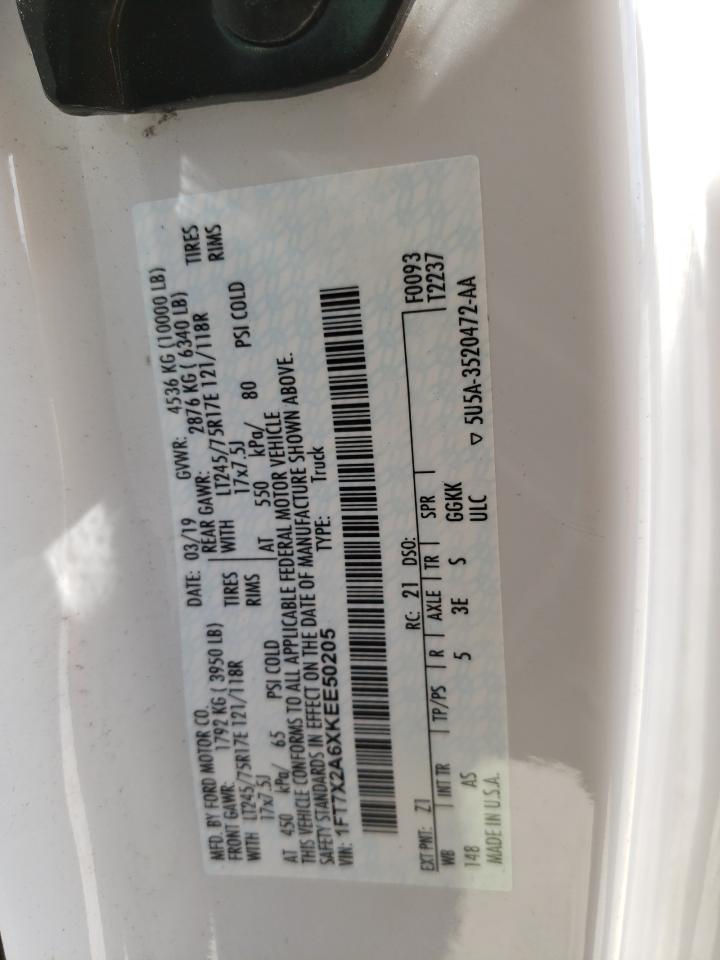 MFD. BY FORD MOTOR CO.
DATE: 03/19 GVWR: 4536 KG (10000 LB)
FRONT GAWR: 1792 KG ( 3950 LB) REAR GAWR: 2876 KG ( 6340 LB)
WITH LT245/75R17E 121/118R TIRES WITH LT245/75R17E 121/118R TIRES
17x7.5J RIMS 17x7.5J RIMS
AT 450 kPa/ 65 PSI COLD AT 550 kPa/ 80 PSI COLD
THIS VEHICLE CONFORMS TO ALL APPLICABLE FEDERAL MOTOR VEHICLE
SAFETY STANDARDS IN EFFECT ON THE DATE OF MANUFACTURE SHOWN ABOVE.
VIN: 1FT7X2A6XKEE50205 TYPE: Truck
F0093
T2237
EXT PNT: Z1 RC: 21 DSO:
WB INT TR TP/PS R AXLE TR SPR
148 AS 5 3E S GGKK
ULC
MADE IN U.S.A. ▽ 5U5A-3520472-AA